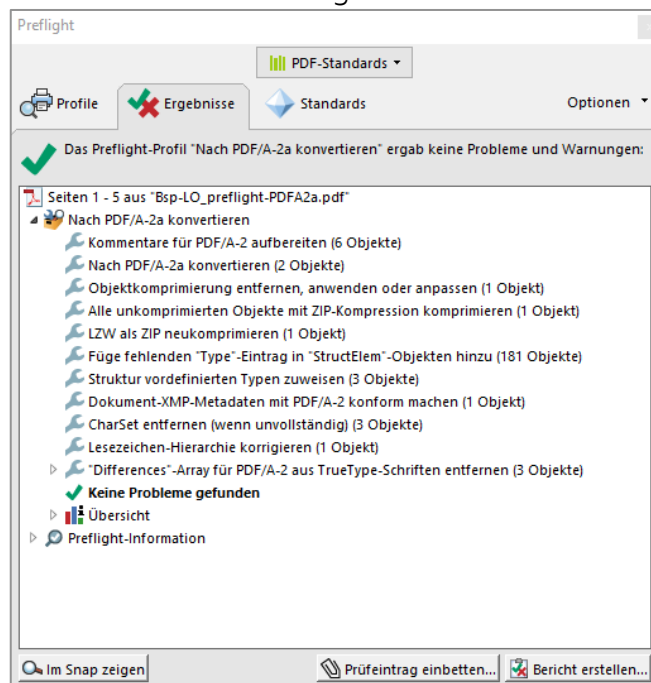 Preflight
PDF-Standards
Profile
Ergebnisse
Standards
Optionen
Das Preflight-Profil "Nach PDF/A-2a konvertieren" ergab keine Probleme und Warnungen:
Seiten 1 - 5 aus "Bsp-LO_preflight-PDFA2a.pdf"
Nach PDF/A-2a konvertieren
Kommentare für PDF/A-2 aufbereiten (6 Objekte)
Nach PDF/A-2a konvertieren (2 Objekte)
Objektkomprimierung entfernen, anwenden oder anpassen (1 Objekt)
Alle unkomprimierten Objekte mit ZIP-Kompression komprimieren (1 Objekt)
LZW als ZIP neukomprimieren (1 Objekt)
Füge fehlenden "Type"-Eintrag in "StructElem"-Objekten hinzu (181 Objekte)
Struktur vordefinierten Typen zuweisen (3 Objekte)
Dokument-XMP-Metadaten mit PDF/A-2 konform machen (1 Objekt)
CharSet entfernen (wenn unvollständig) (3 Objekte)
Lesezeichen-Hierarchie korrigieren (1 Objekt)
"Differences"-Array für PDF/A-2 aus TrueType-Schriften entfernen (3 Objekte)
Keine Probleme gefunden
Übersicht
Preflight-Information
Im Snap zeigen
Prüfeintrag einbetten...
Bericht erstellen...